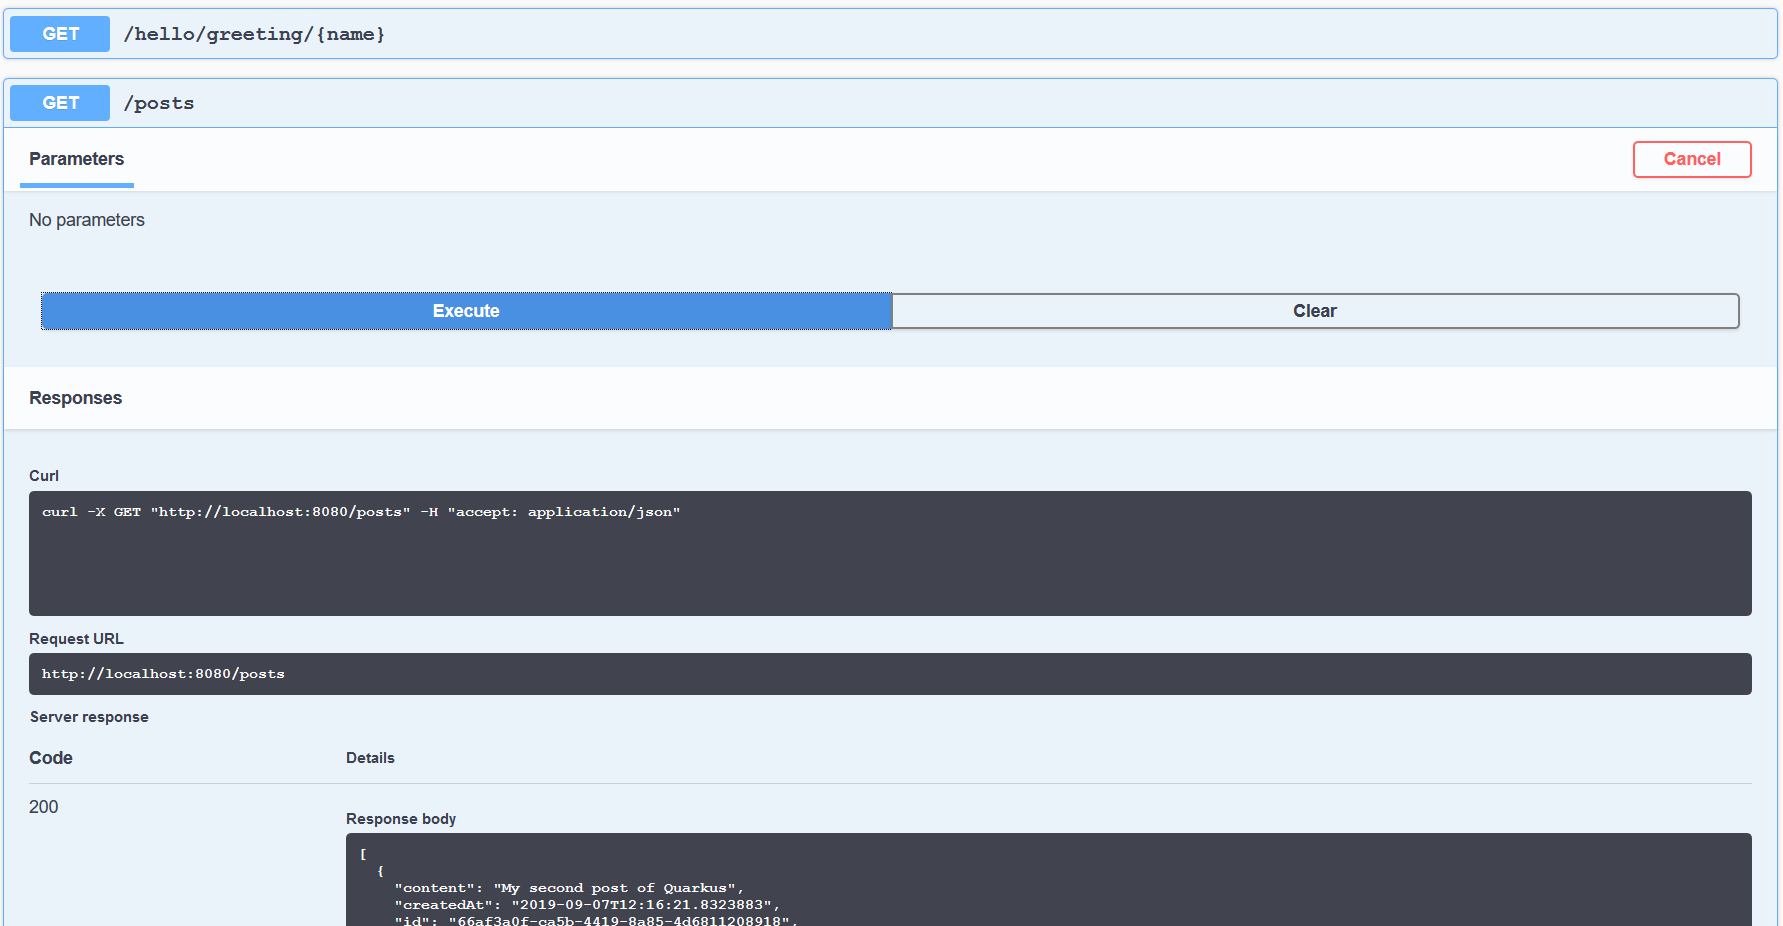 GET /hello/greeting/{name}
GET /posts
Parameters Cancel
No parameters
Execute Clear
Responses
Curl
curl -X GET "http://localhost:8080/posts" -H "accept: application/json"
Request URL
http://localhost:8080/posts
Server response
Code Details
200
Response body
[
{
"content": "My second post of Quarkus",
"createdAt": "2019-09-07T12:16:21.8323883",
"id": "66af3a0f-ca5b-4419-8a85-4d6811208918",